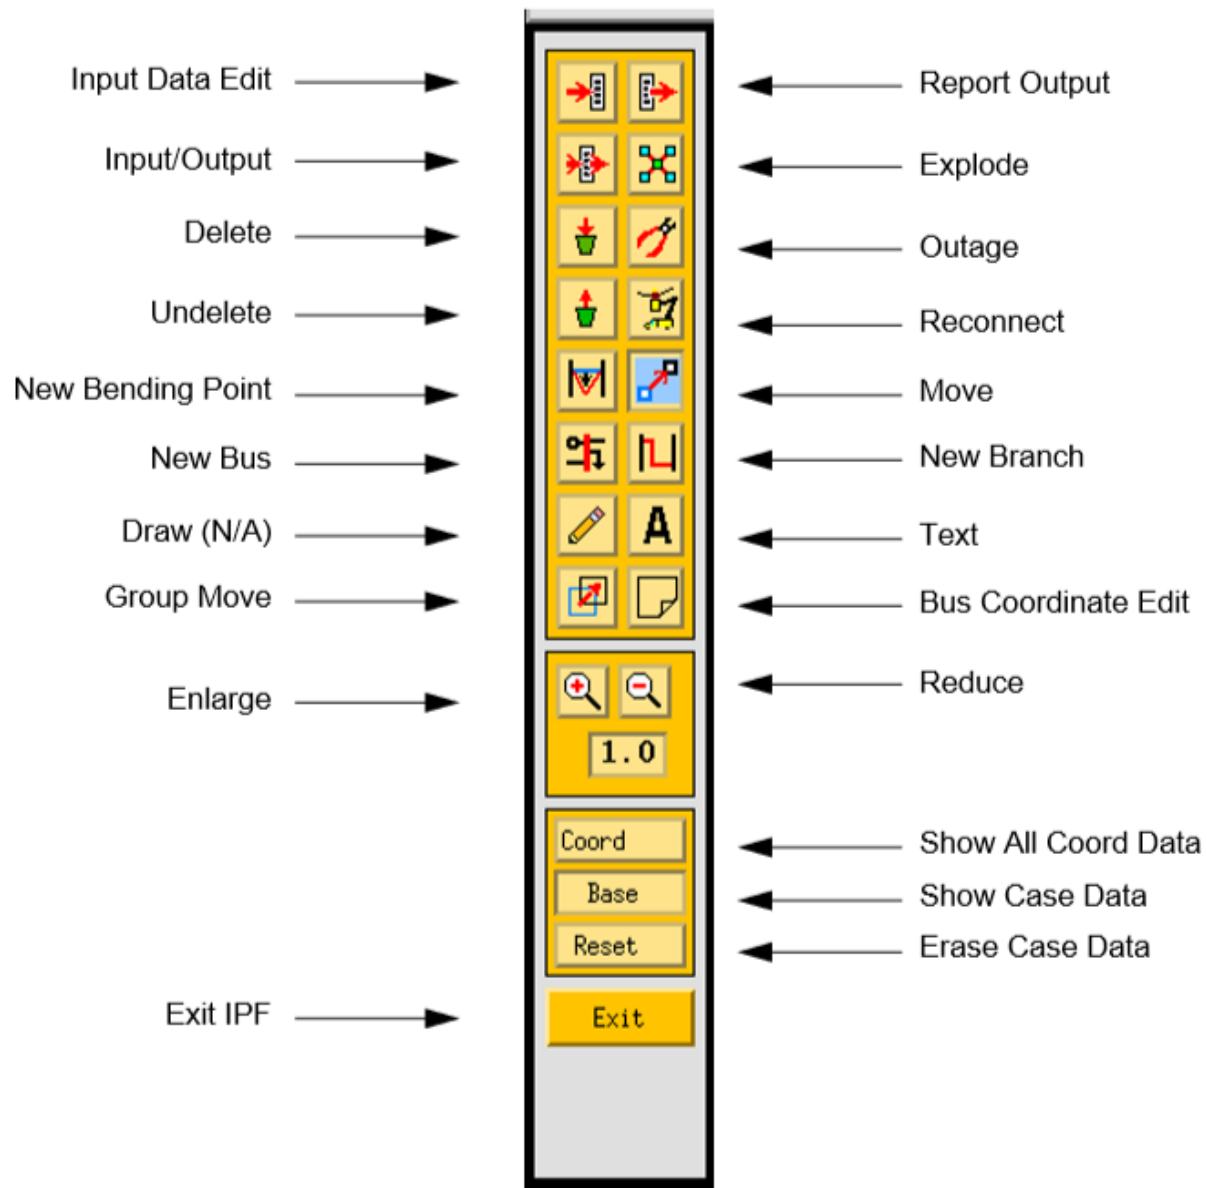 Input Data Edit
Report Output
Input/Output
Explode
Delete
Outage
Undelete
Reconnect
New Bending Point
Move
New Bus
New Branch
Draw (N/A)
A
Text
Group Move
Bus Coordinate Edit
Enlarge
Reduce
1.0
Coord
Show All Coord Data
Base
Show Case Data
Reset
Erase Case Data
Exit IPF
Exit